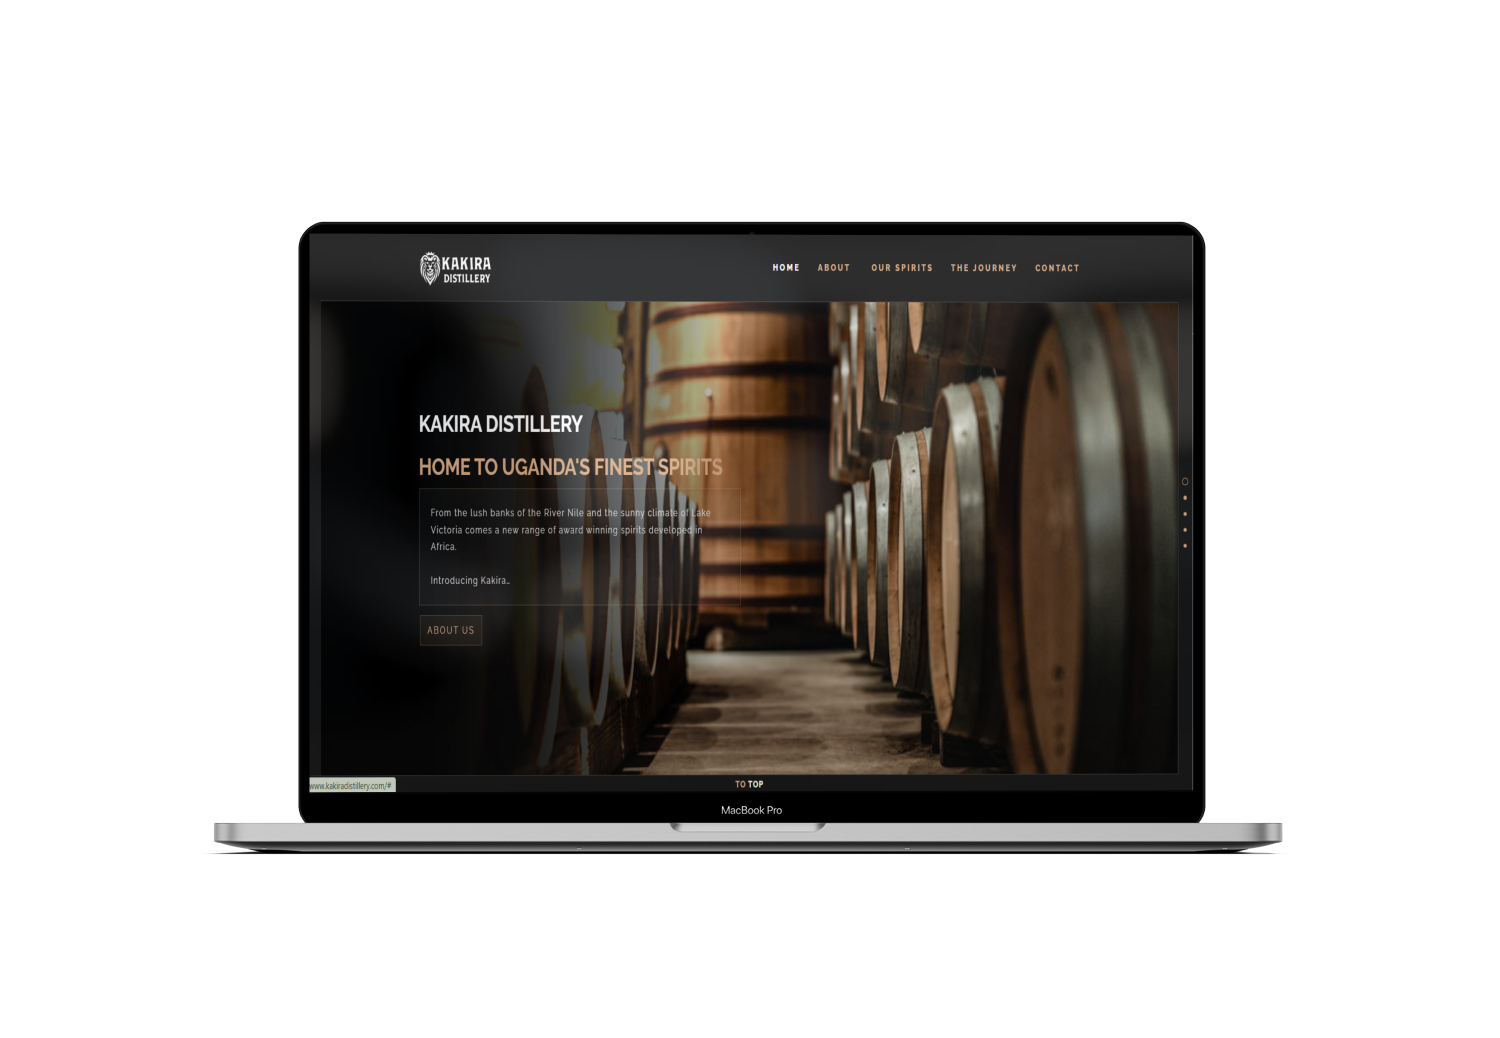 KAKIRA
DISTILLERY
HOME ABOUT OUR SPIRITS THE JOURNEY CONTACT
KAKIRA DISTILLERY
HOME TO UGANDA'S FINEST SPIRITS
From the lush banks of the River Nile and the sunny climate of Lake
Victoria comes a new range of award winning spirits developed in
Africa.
Introducing Kakira...
ABOUT US
www.kakiradistillery.com/#
TO TOP
MacBook Pro